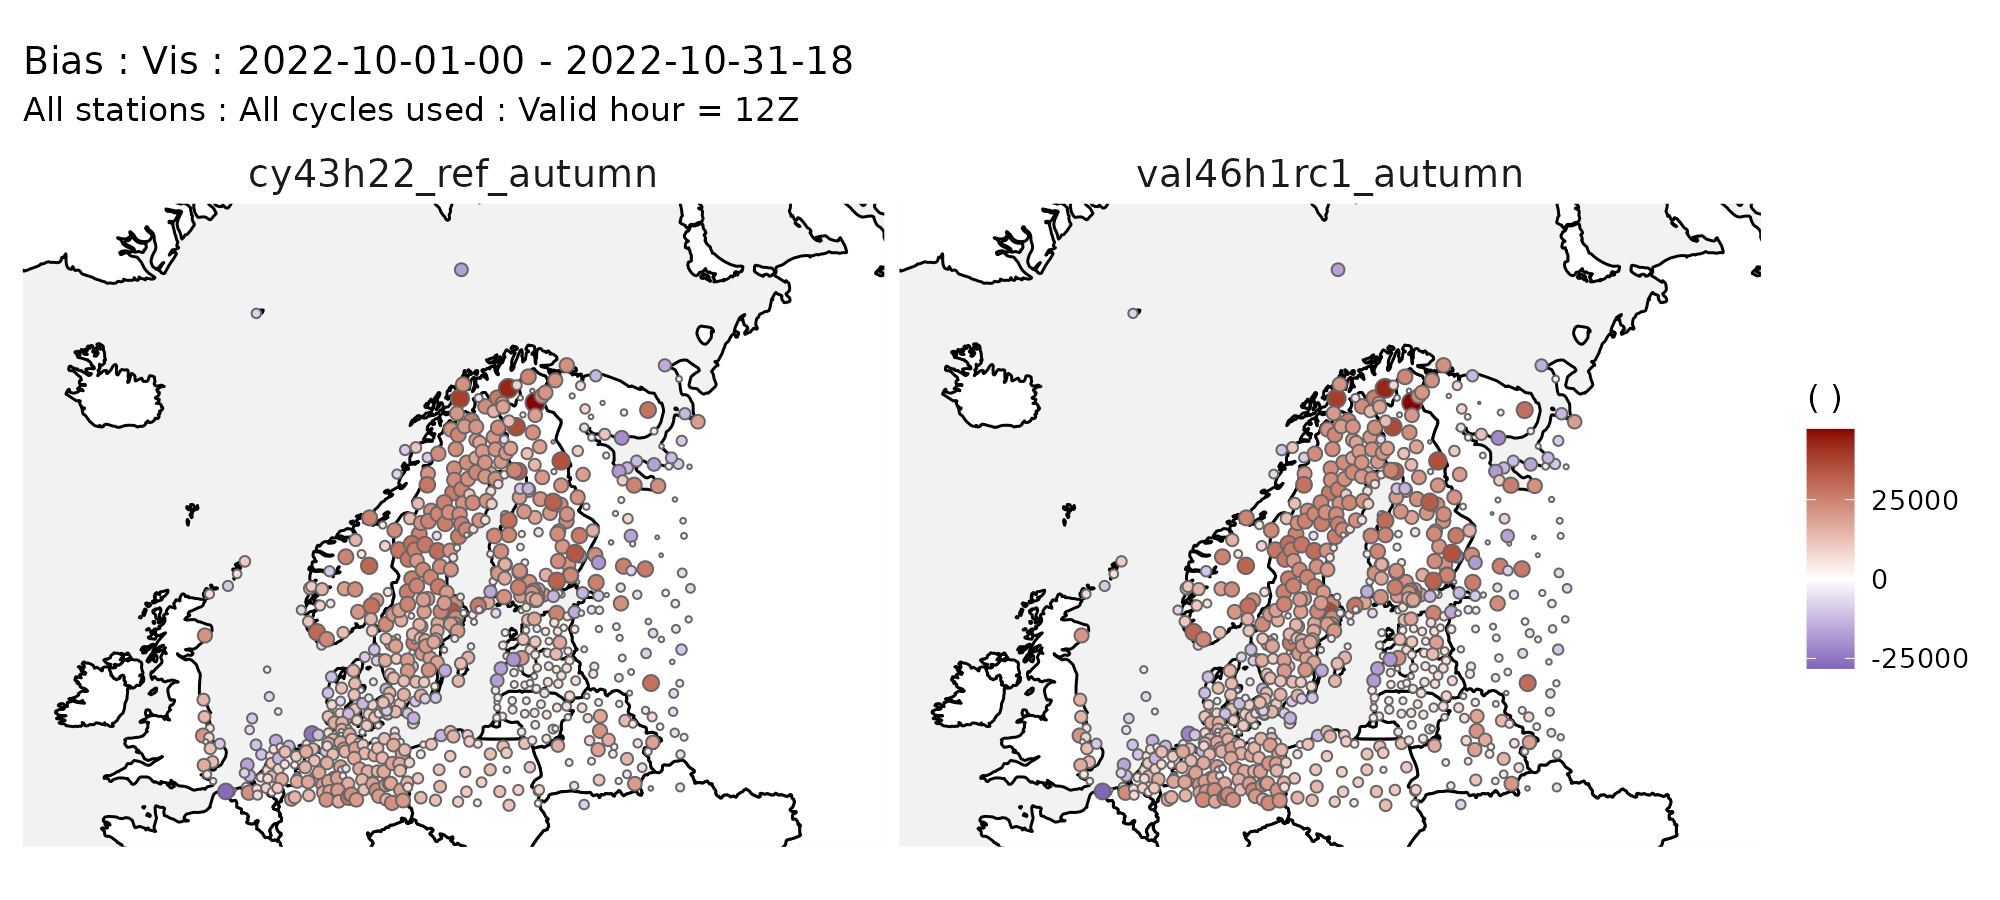 Bias : Vis : 2022-10-01-00 - 2022-10-31-18
All stations : All cycles used : Valid hour = 12Z
cy43h22_ref_autumn
val46h1rc1_autumn
( )
25000
0
-25000